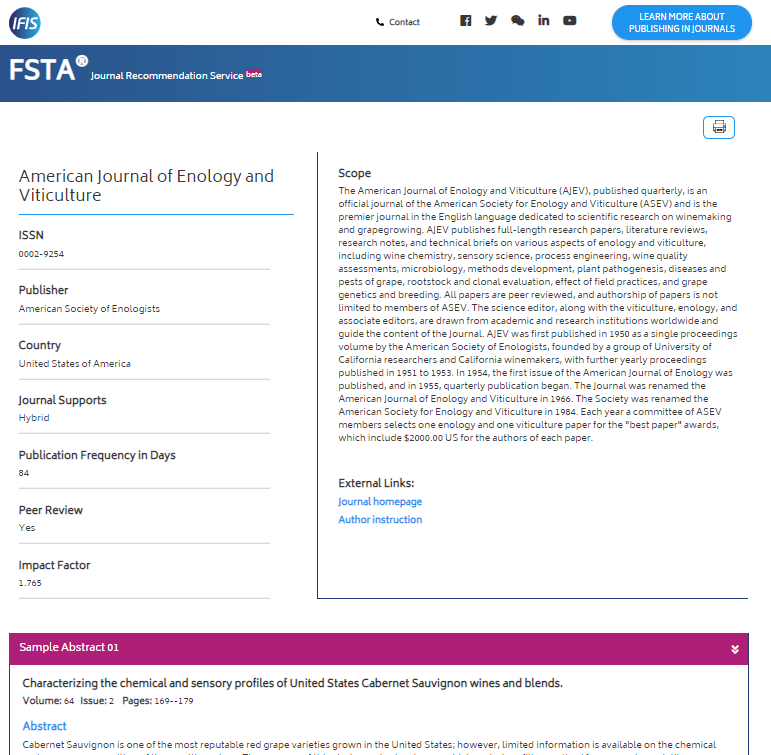 IFIS
Contact
LEARN MORE ABOUT
PUBLISHING IN JOURNALS
FSTA® Journal Recommendation Service beta
American Journal of Enology and
Viticulture
ISSN
0002-9254
Publisher
American Society of Enologists
Country
United States of America
Journal Supports
Hybrid
Publication Frequency in Days
84
Peer Review
Yes
Impact Factor
1.765
Scope
The American Journal of Enology and Viticulture (AJEV), published quarterly, is an
official journal of the American Society for Enology and Viticulture (ASEV) and is the
premier journal in the English language dedicated to scientific research on winemaking
and grapegrowing. AJEV publishes full-length research papers, literature reviews,
research notes, and technical briefs on various aspects of enology and viticulture,
including wine chemistry, sensory science, process engineering, wine quality
assessments, microbiology, methods development, plant pathogenesis, diseases and
pests of grape, rootstock and clonal evaluation, effect of field practices, and grape
genetics and breeding. All papers are peer reviewed, and authorship of papers is not
limited to members of ASEV. The science editor, along with the viticulture, enology, and
associate editors, are drawn from academic and research institutions worldwide and
guide the content of the Journal. AJEV was first published in 1950 as a single proceedings
volume by the American Society of Enologists, founded by a group of University of
California researchers and California winemakers, with further yearly proceedings
published in 1951 to 1953. In 1954, the first issue of the American Journal of Enology was
published, and in 1955, quarterly publication began. The Journal was renamed the
American Journal of Enology and Viticulture in 1966. The Society was renamed the
American Society for Enology and Viticulture in 1984. Each year a committee of ASEV
members selects one enology and one viticulture paper for the "best paper" awards,
which include $2000.00 US for the authors of each paper.
External Links:
Journal homepage
Author instruction
Sample Abstract 01
Characterizing the chemical and sensory profiles of United States Cabernet Sauvignon wines and blends.
Volume: 64 Issue: 2 Pages: 169--179
Abstract
Cabernet Sauvignon is one of the most reputable red grape varieties grown in the United States; however, limited information is available on the chemical